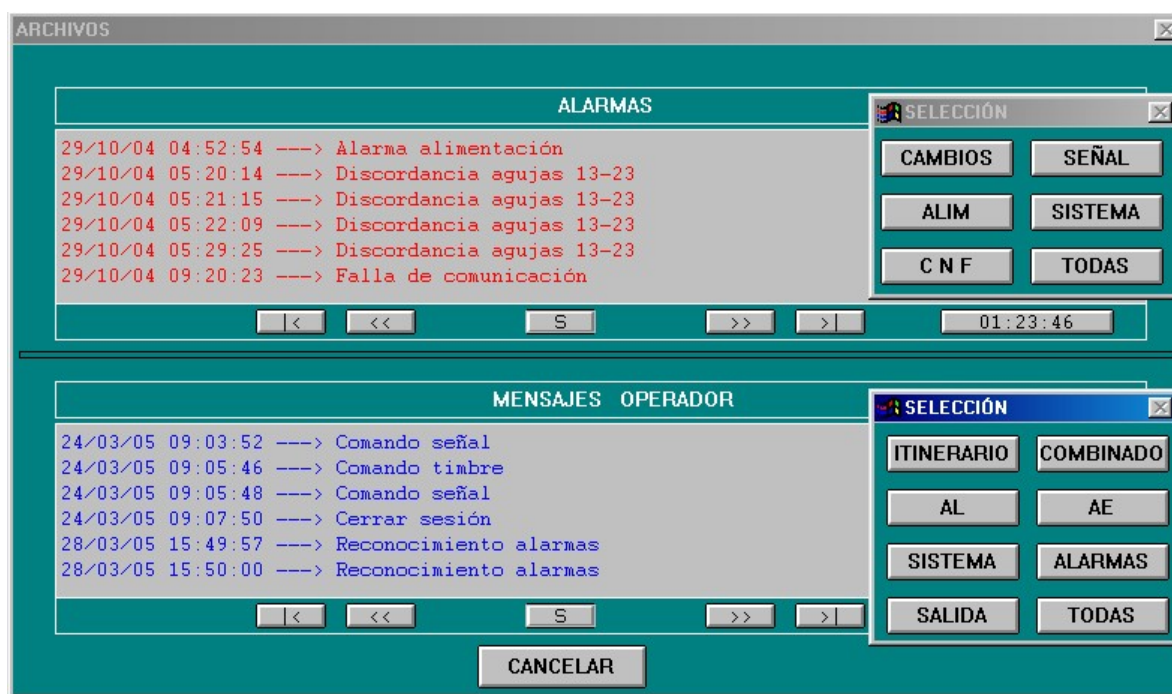 ARCHIVOS
ALARMAS
29/10/04 04:52:54 ---> Alarma alimentación
29/10/04 05:20:14 ---> Discordancia agujas 13-23
29/10/04 05:21:15 ---> Discordancia agujas 13-23
29/10/04 05:22:09 ---> Discordancia agujas 13-23
29/10/04 05:29:25 ---> Discordancia agujas 13-23
29/10/04 09:20:23 ---> Falla de comunicación
|< << S >> >| 01:23:46
SELECCIÓN
CAMBIOS SEÑAL
ALIM SISTEMA
C N F TODAS
MENSAJES OPERADOR
24/03/05 09:03:52 ---> Comando señal
24/03/05 09:05:46 ---> Comando timbre
24/03/05 09:05:48 ---> Comando señal
24/03/05 09:07:50 ---> Cerrar sesión
28/03/05 15:49:57 ---> Reconocimiento alarmas
28/03/05 15:50:00 ---> Reconocimiento alarmas
|< << S >> >|
SELECCIÓN
ITINERARIO COMBINADO
AL AE
SISTEMA ALARMAS
SALIDA TODAS
CANCELAR